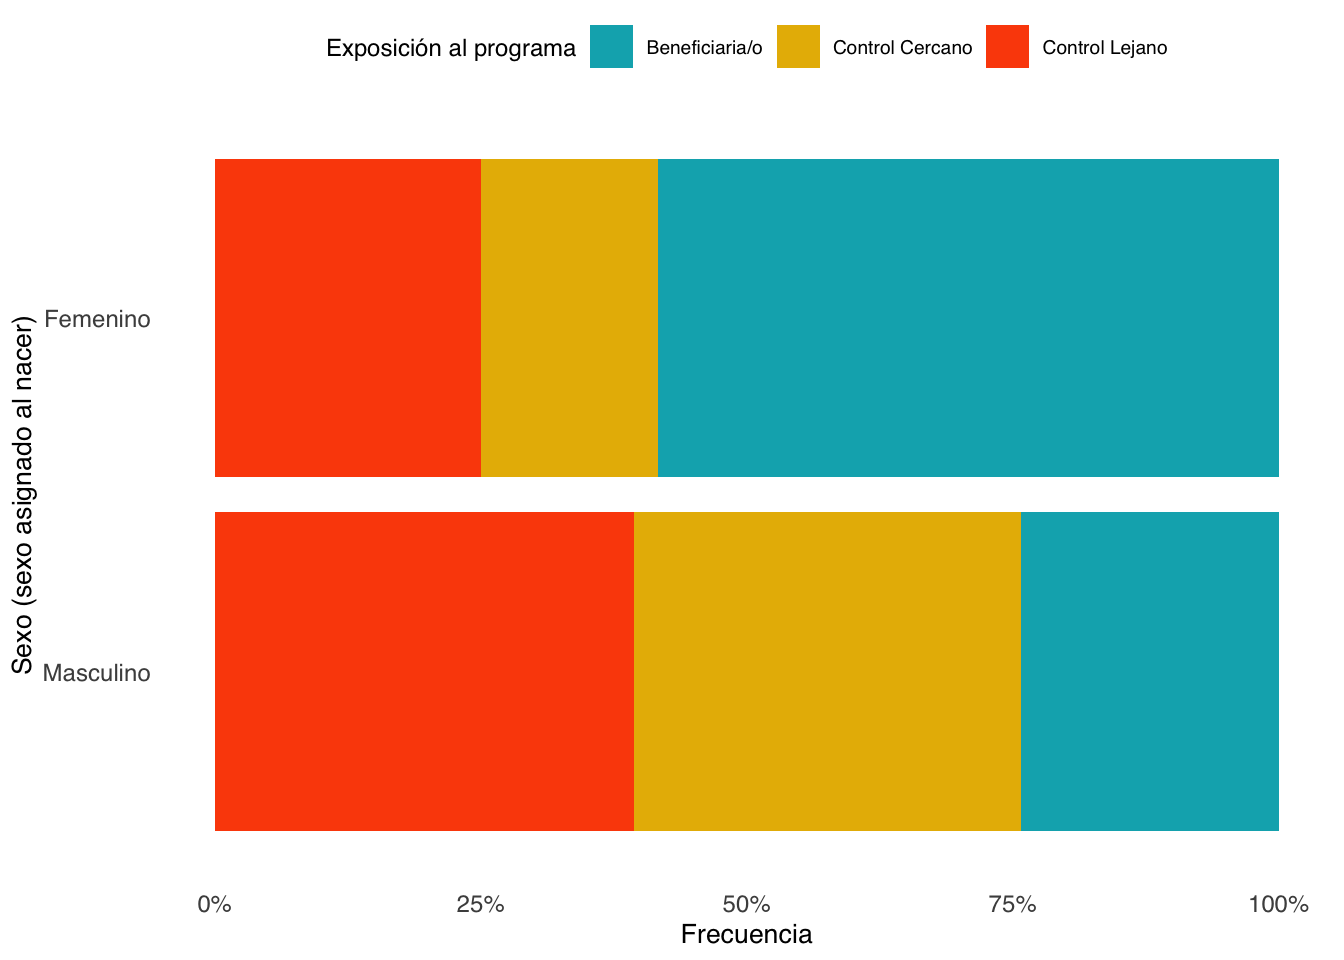 Exposición al programa Beneficiaria/o Control Cercano Control Lejano
Sexo (sexo asignado al nacer)
Femenino
Masculino
0% 25% 50% 75% 100%
Frecuencia